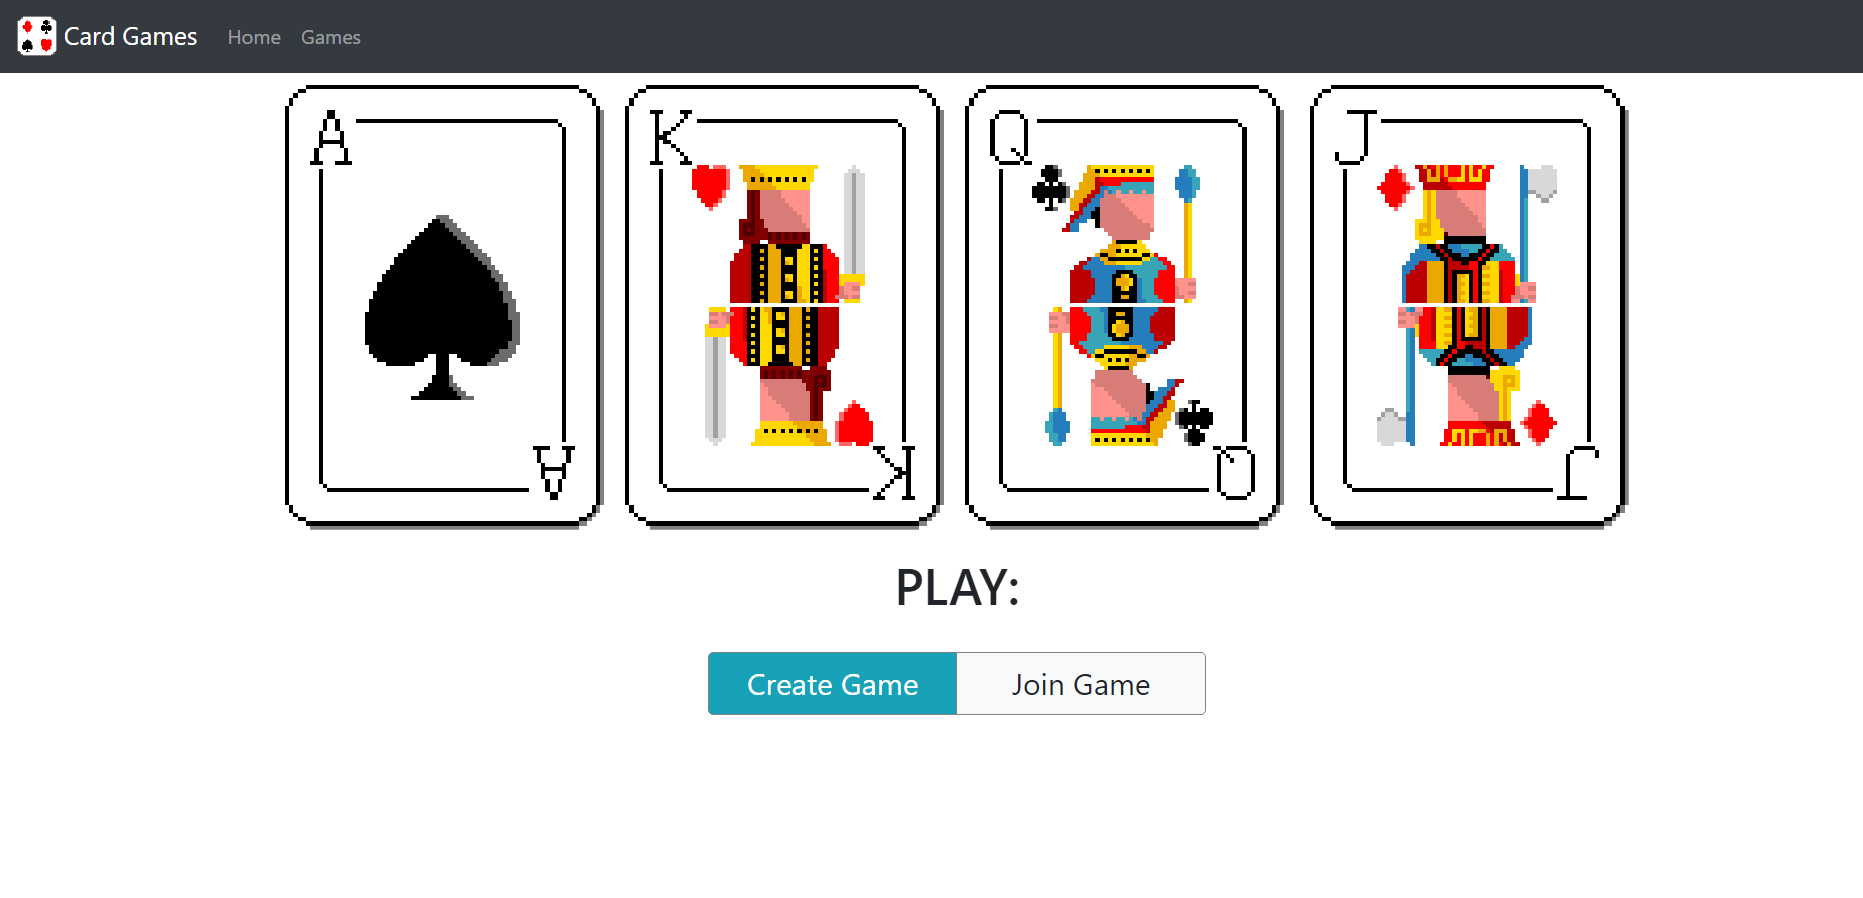 Card Games Home Games
A K Q J
A K Q J
PLAY:
Create Game Join Game